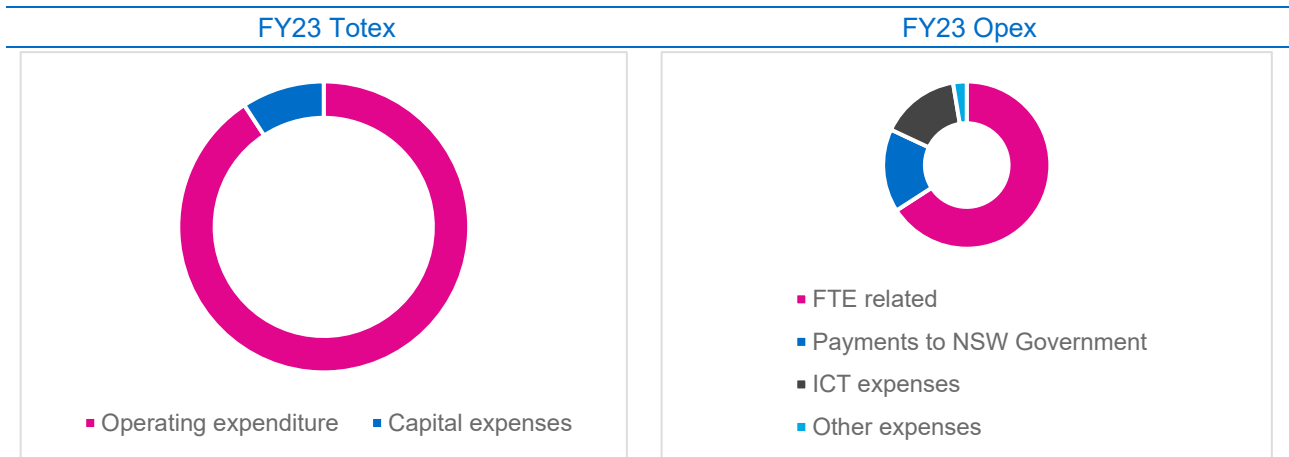 FY23 Totex
FY23 Opex
Operating expenditure
Capital expenses
FTE related
Payments to NSW Government
ICT expenses
Other expenses